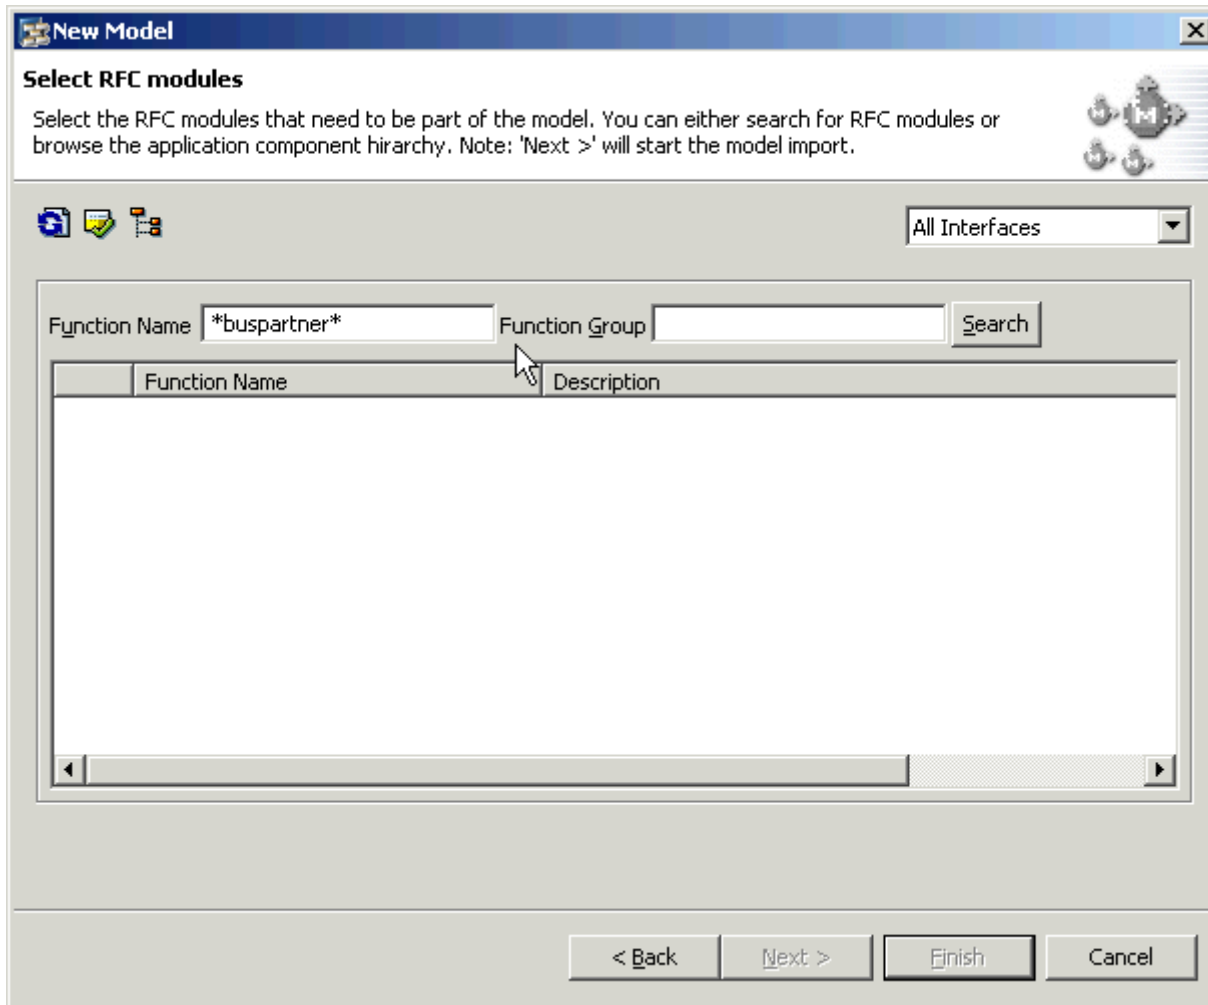 New Model
Select RFC modules
Select the RFC modules that need to be part of the model. You can either search for RFC modules or
browse the application component hirarchy. Note: 'Next >' will start the model import.
All Interfaces
Function Name *buspartner* Function Group Search
Function Name Description
< Back Next > Finish Cancel